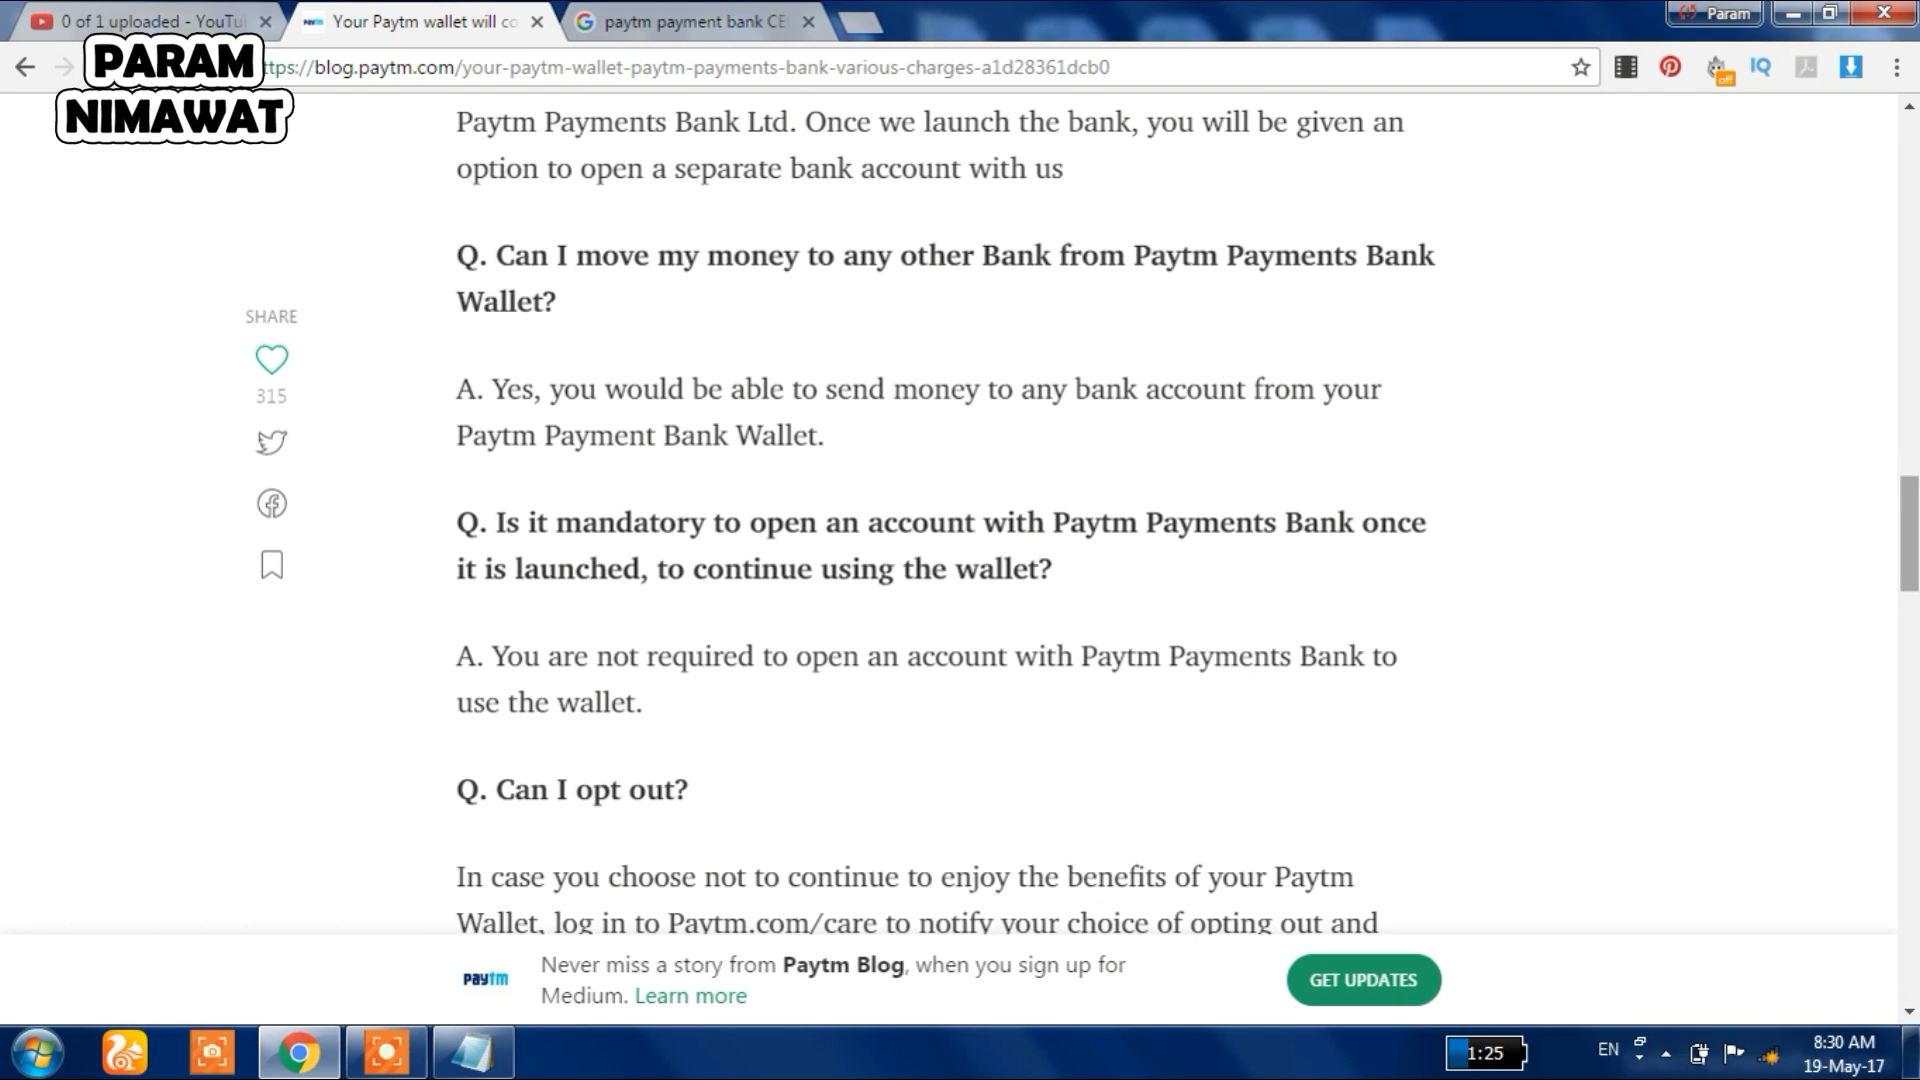 0 of 1 uploaded - YouTu
Your Paytm wallet will co
paytm payment bank CE
Param
PARAM
NIMAWAT
ttps://blog.paytm.com/your-paytm-wallet-paytm-payments-bank-various-charges-a1d28361dcb0
off
IQ
Paytm Payments Bank Ltd. Once we launch the bank, you will be given an
option to open a separate bank account with us
Q. Can I move my money to any other Bank from Paytm Payments Bank
Wallet?
SHARE
315
A. Yes, you would be able to send money to any bank account from your
Paytm Payment Bank Wallet.
Q. Is it mandatory to open an account with Paytm Payments Bank once
it is launched, to continue using the wallet?
A. You are not required to open an account with Paytm Payments Bank to
use the wallet.
Q. Can I opt out?
In case you choose not to continue to enjoy the benefits of your Paytm
Wallet, log in to Paytm.com/care to notify your choice of opting out and
paytm
Never miss a story from Paytm Blog, when you sign up for
Medium. Learn more
GET UPDATES
1:25
EN
8:30 AM
19-May-17